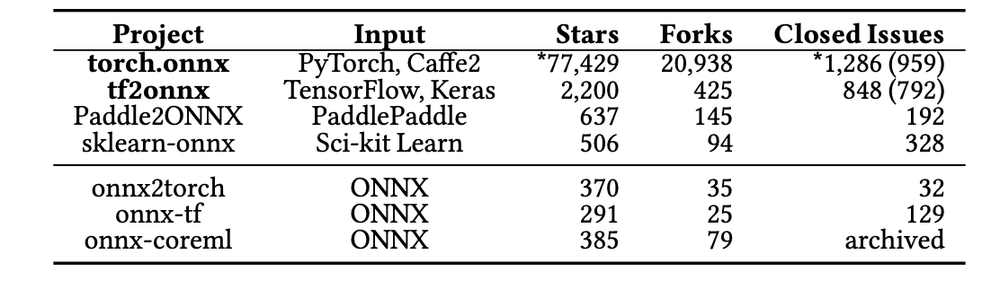 Project Input Stars Forks Closed Issues
torch.onnx PyTorch, Caffe2 *77,429 20,938 *1,286 (959)
tf2onnx TensorFlow, Keras 2,200 425 848 (792)
Paddle2ONNX PaddlePaddle 637 145 192
sklearn-onnx Sci-kit Learn 506 94 328
onnx2torch ONNX 370 35 32
onnx-tf ONNX 291 25 129
onnx-coreml ONNX 385 79 archived